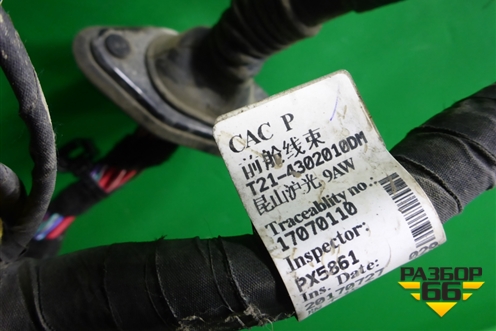 CAC P
前舱线束
T21-4302010DM
昆山沪光 9AW
Traceablity no.:
17070110
Inspector:
PX5861
Ins. Date:
20170727
РАЗБОР
66